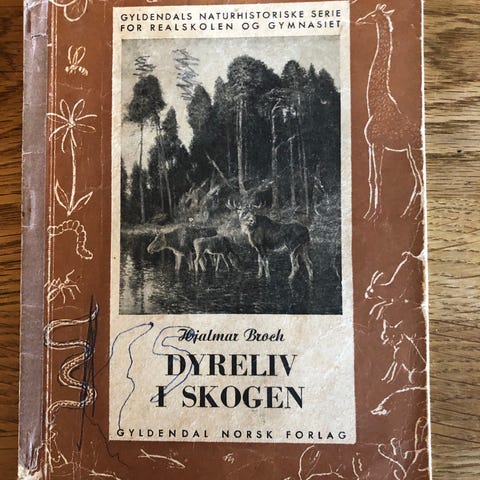 GYLDENDALS NATURHISTORISKE SERIE
FOR REALSKOLEN OG GYMNASIET
Hjalmar Broch
DYRELIV
I SKOGEN
GYLDENDAL NORSK FORLAG